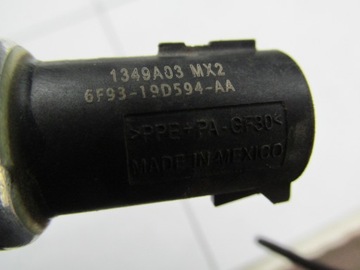 1349A03 MX2
6F93-19D594-AA
>PPE+PA-GF30<
MADE IN MEXICO